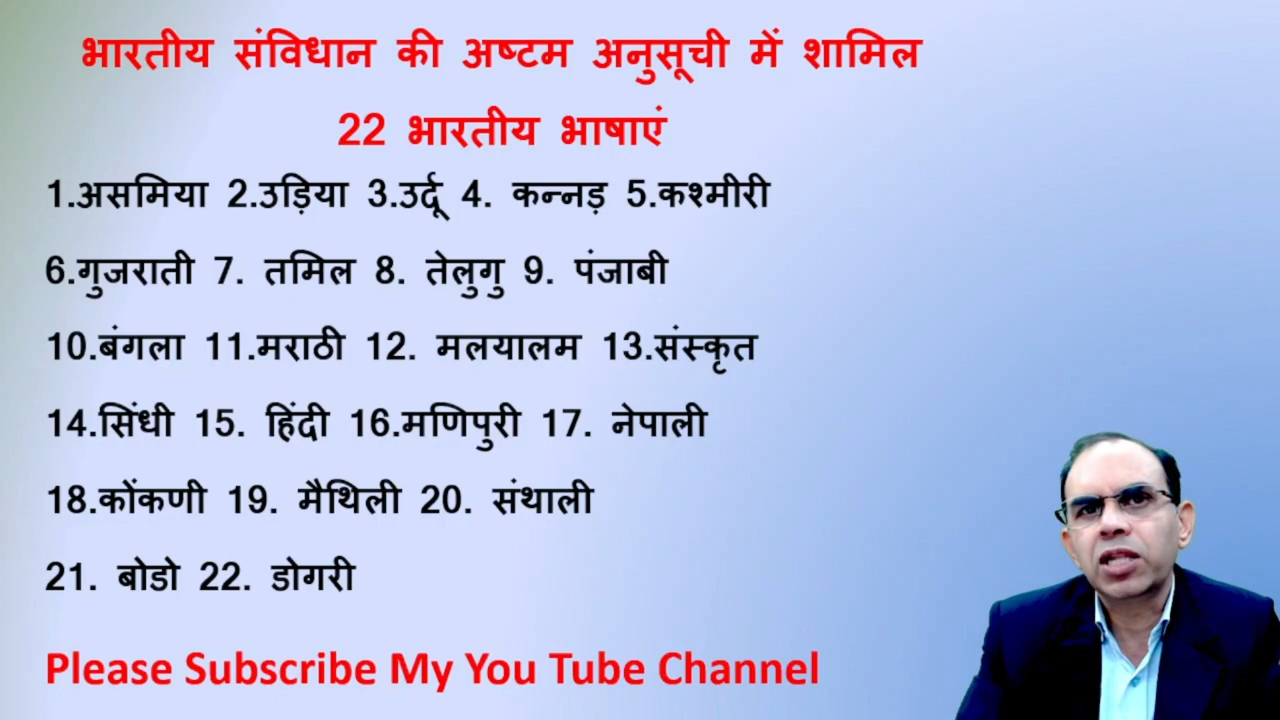 भारतीय संविधान की अष्टम अनुसूची में शामिल
22 भारतीय भाषाएं
1.असमिया 2.उड़िया 3.उर्दू 4. कन्नड़ 5.कश्मीरी
6.गुजराती 7. तमिल 8. तेलुगु 9. पंजाबी
10.बंगला 11.मराठी 12. मलयालम 13.संस्कृत
14.सिंधी 15. हिंदी 16.मणिपुरी 17. नेपाली
18.कोंकणी 19. मैथिली 20. संथाली
21. बोडो 22. डोगरी
Please Subscribe My You Tube Channel